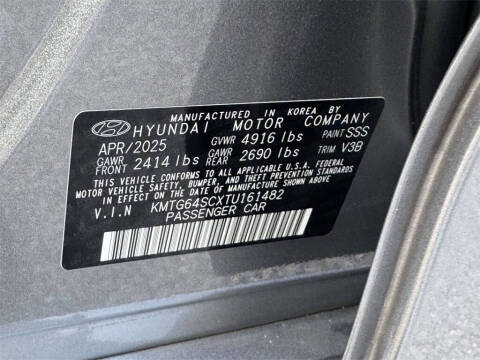 MANUFACTURED IN KOREA BY
HYUNDAI MOTOR COMPANY
APR/2025 GVWR 4916 lbs PAINT SSS
GAWR FRONT 2414 lbs GAWR REAR 2690 lbs TRIM V3B
THIS VEHICLE CONFORMS TO ALL APPLICABLE U.S.A. FEDERAL
MOTOR VEHICLE SAFETY, BUMPER, AND THEFT PREVENTION STANDARDS
IN EFFECT ON THE DATE OF MANUFACTURE SHOWN ABOVE.
V.I.N KMTG64SCXTU161482
PASSENGER CAR